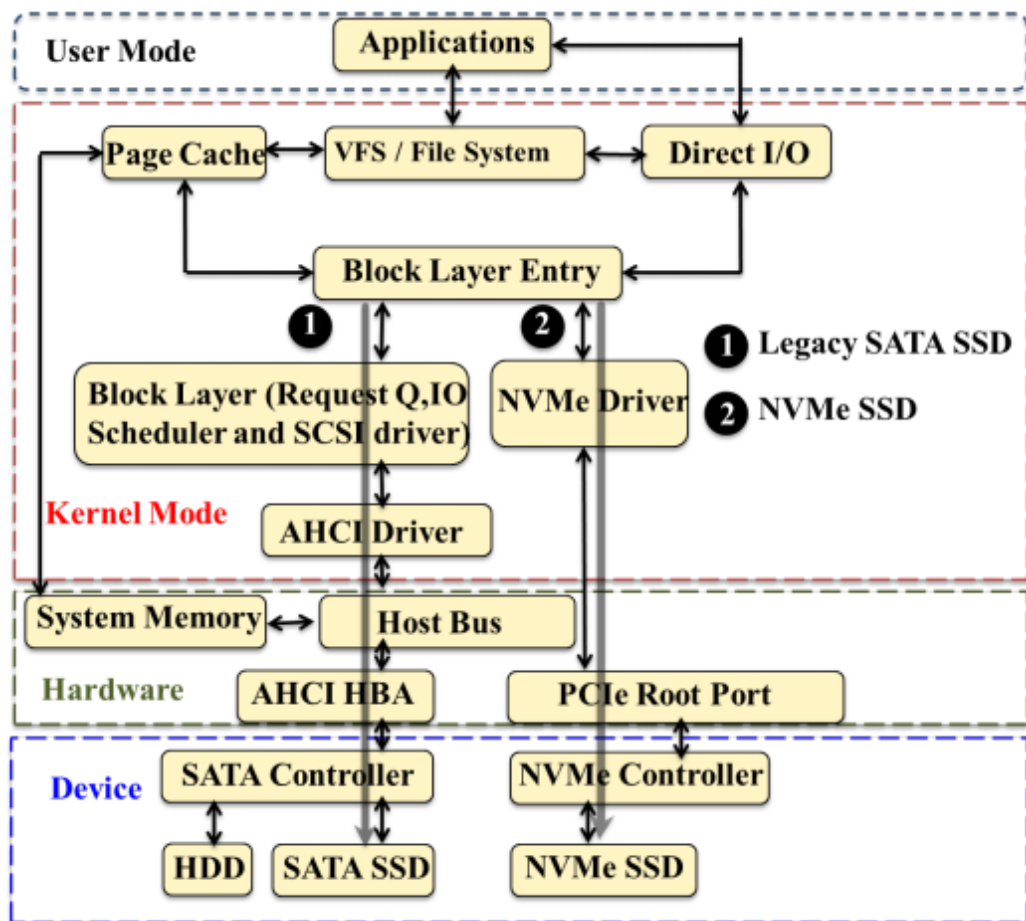 User Mode
Applications
Page Cache
VFS / File System
Direct I/O
Block Layer Entry
1
2
1 Legacy SATA SSD
Block Layer (Request Q,IO
Scheduler and SCSI driver)
NVMe Driver
2 NVMe SSD
Kernel Mode
AHCI Driver
System Memory
Host Bus
Hardware
AHCI HBA
PCIe Root Port
Device
SATA Controller
NVMe Controller
HDD
SATA SSD
NVMe SSD